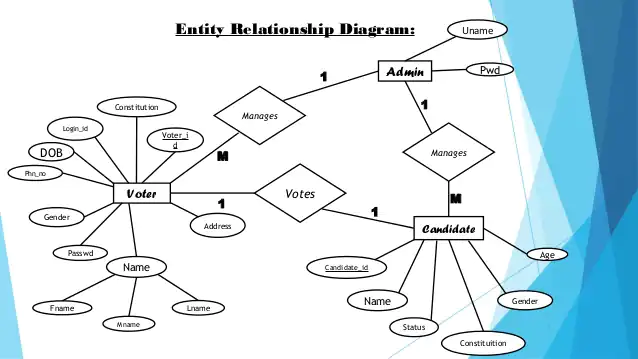 Entity Relationship Diagram:
Uname
Admin
Pwd
1
1
Manages
Constitution
Login_id
Voter_i
d
DOB
Phn_no
M
Manages
Voter
1
Votes
M
1
Gender
Address
Candidate
Passwd
Name
Candidate_id
Age
Fname
Mname
Lname
Name
Status
Gender
Constituition